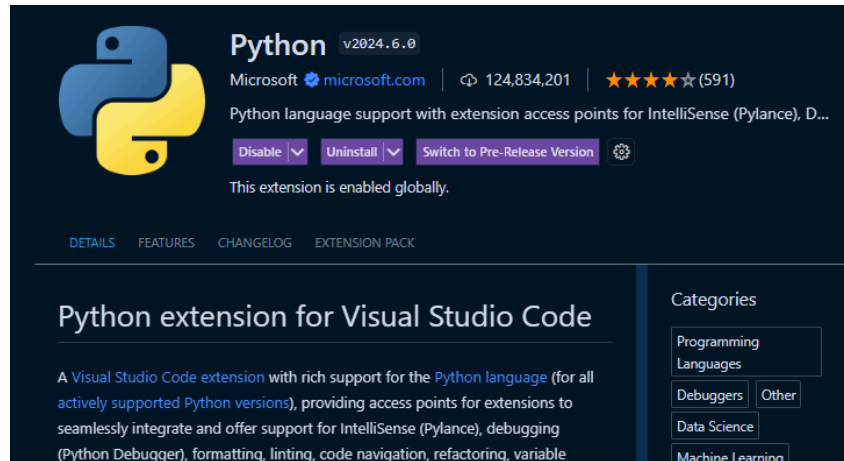 Python v2024.6.0
Microsoft microsoft.com 124,834,201 (591)
Python language support with extension access points for IntelliSense (Pylance), D...
Disable Uninstall Switch to Pre-Release Version
This extension is enabled globally.
DETAILS FEATURES CHANGELOG EXTENSION PACK
Python extension for Visual Studio Code
A Visual Studio Code extension with rich support for the Python language (for all
actively supported Python versions), providing access points for extensions to
seamlessly integrate and offer support for IntelliSense (Pylance), debugging
(Python Debugger), formatting, linting, code navigation, refactoring, variable
Categories
Programming
Languages
Debuggers Other
Data Science
Machine Learning